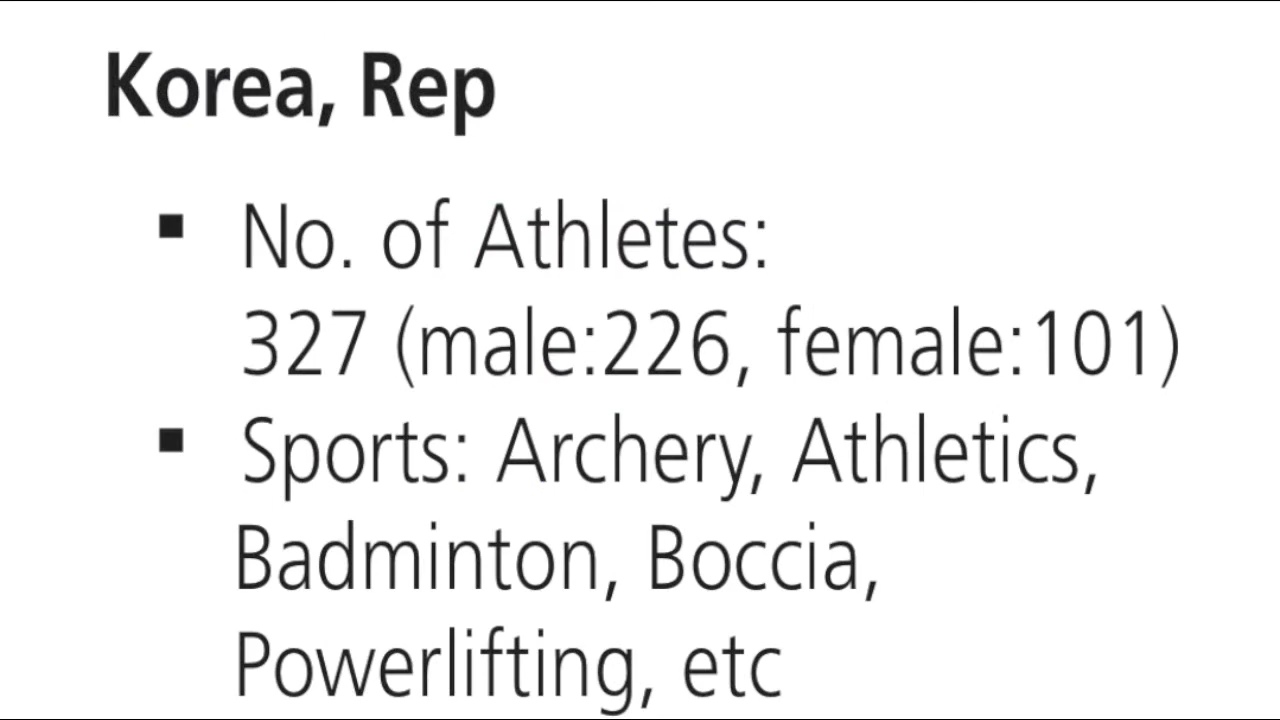 Korea, Rep
▪ No. of Athletes:
327 (male:226, female:101)
▪ Sports: Archery, Athletics,
Badminton, Boccia,
Powerlifting, etc